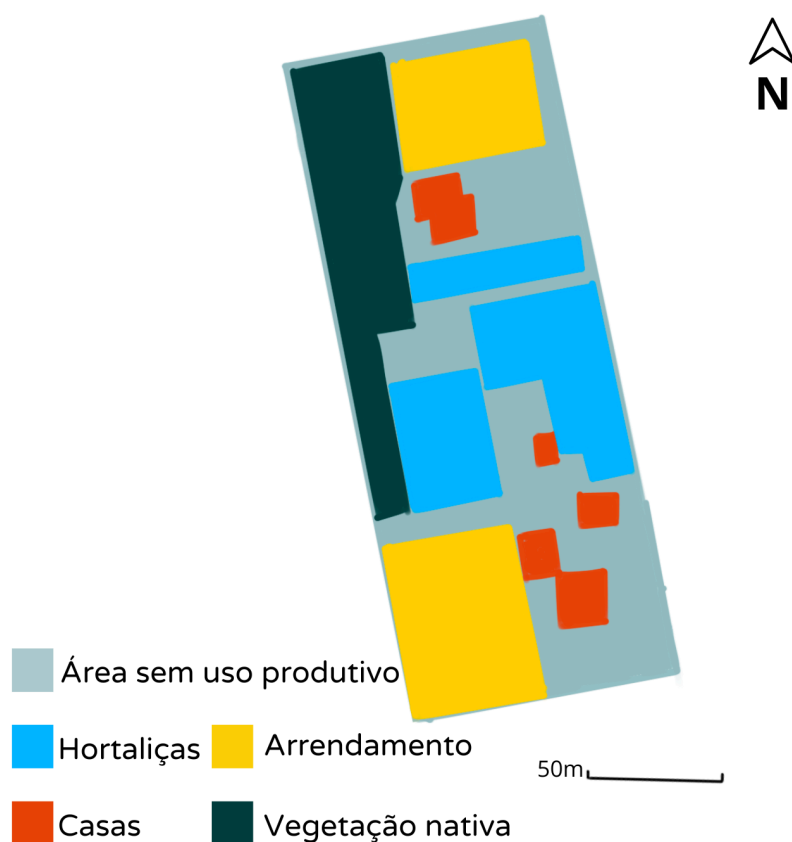 N
Área sem uso produtivo
Hortaliças
Arrendamento
50m
Casas
Vegetação nativa